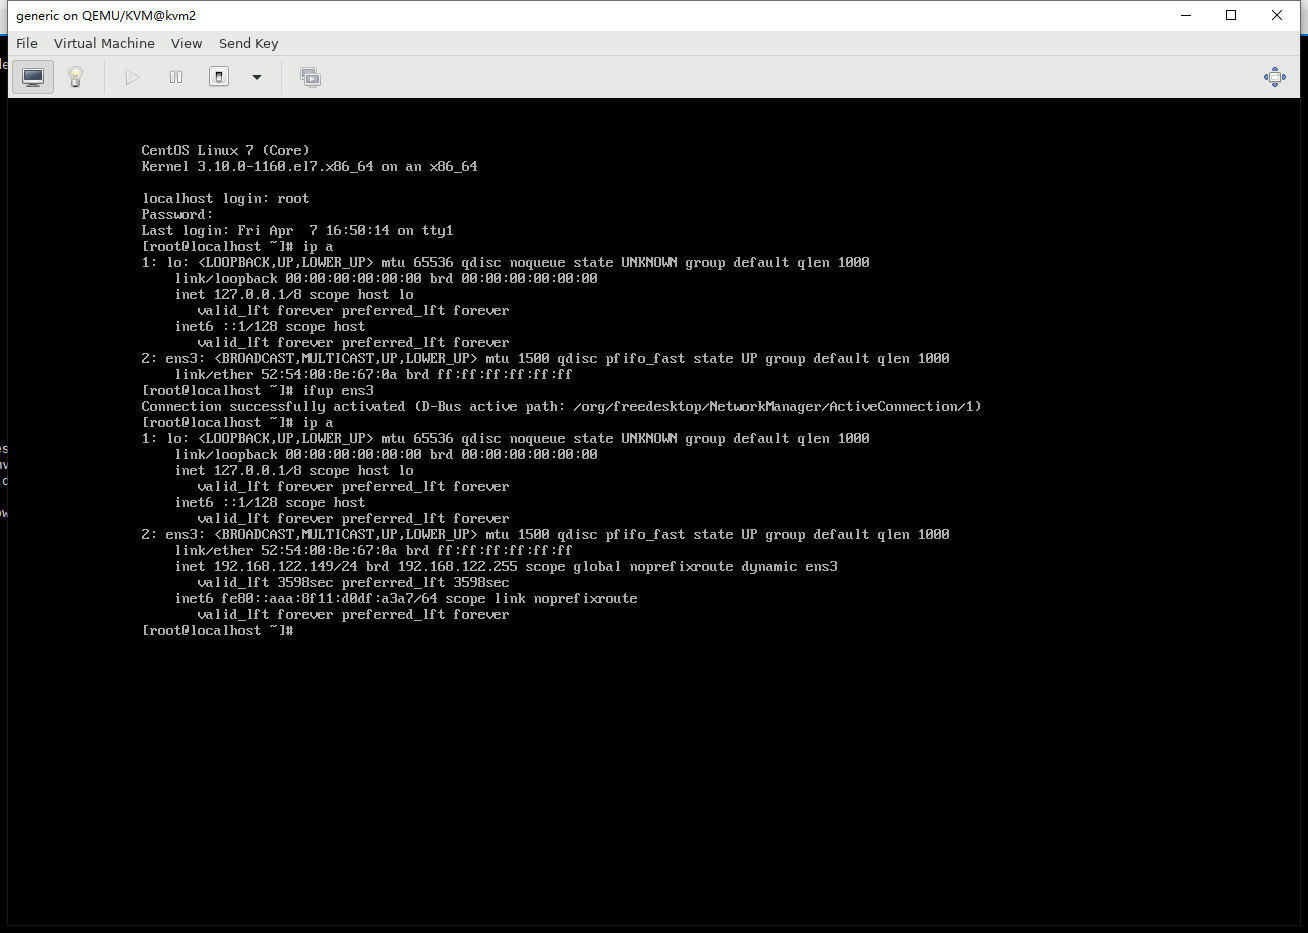 generic on QEMU/KVM@kvm2
File Virtual Machine View Send Key
CentOS Linux 7 (Core)
Kernel 3.10.0-1160.el7.x86_64 on an x86_64
localhost login: root
Password:
Last login: Fri Apr  7 16:50:14 on tty1
[root@localhost ~]# ip a
1: lo: <LOOPBACK,UP,LOWER_UP> mtu 65536 qdisc noqueue state UNKNOWN group default qlen 1000
    link/loopback 00:00:00:00:00:00 brd 00:00:00:00:00:00
    inet 127.0.0.1/8 scope host lo
       valid_lft forever preferred_lft forever
    inet6 ::1/128 scope host
       valid_lft forever preferred_lft forever
2: ens3: <BROADCAST,MULTICAST,UP,LOWER_UP> mtu 1500 qdisc pfifo_fast state UP group default qlen 1000
    link/ether 52:54:00:8e:67:0a brd ff:ff:ff:ff:ff:ff
[root@localhost ~]# ifup ens3
Connection successfully activated (D-Bus active path: /org/freedesktop/NetworkManager/ActiveConnection/1)
[root@localhost ~]# ip a
1: lo: <LOOPBACK,UP,LOWER_UP> mtu 65536 qdisc noqueue state UNKNOWN group default qlen 1000
    link/loopback 00:00:00:00:00:00 brd 00:00:00:00:00:00
    inet 127.0.0.1/8 scope host lo
       valid_lft forever preferred_lft forever
    inet6 ::1/128 scope host
       valid_lft forever preferred_lft forever
2: ens3: <BROADCAST,MULTICAST,UP,LOWER_UP> mtu 1500 qdisc pfifo_fast state UP group default qlen 1000
    link/ether 52:54:00:8e:67:0a brd ff:ff:ff:ff:ff:ff
    inet 192.168.122.149/24 brd 192.168.122.255 scope global noprefixroute dynamic ens3
       valid_lft 3598sec preferred_lft 3598sec
    inet6 fe80::aaa:8f11:d0df:a3a7/64 scope link noprefixroute
       valid_lft forever preferred_lft forever
[root@localhost ~]#